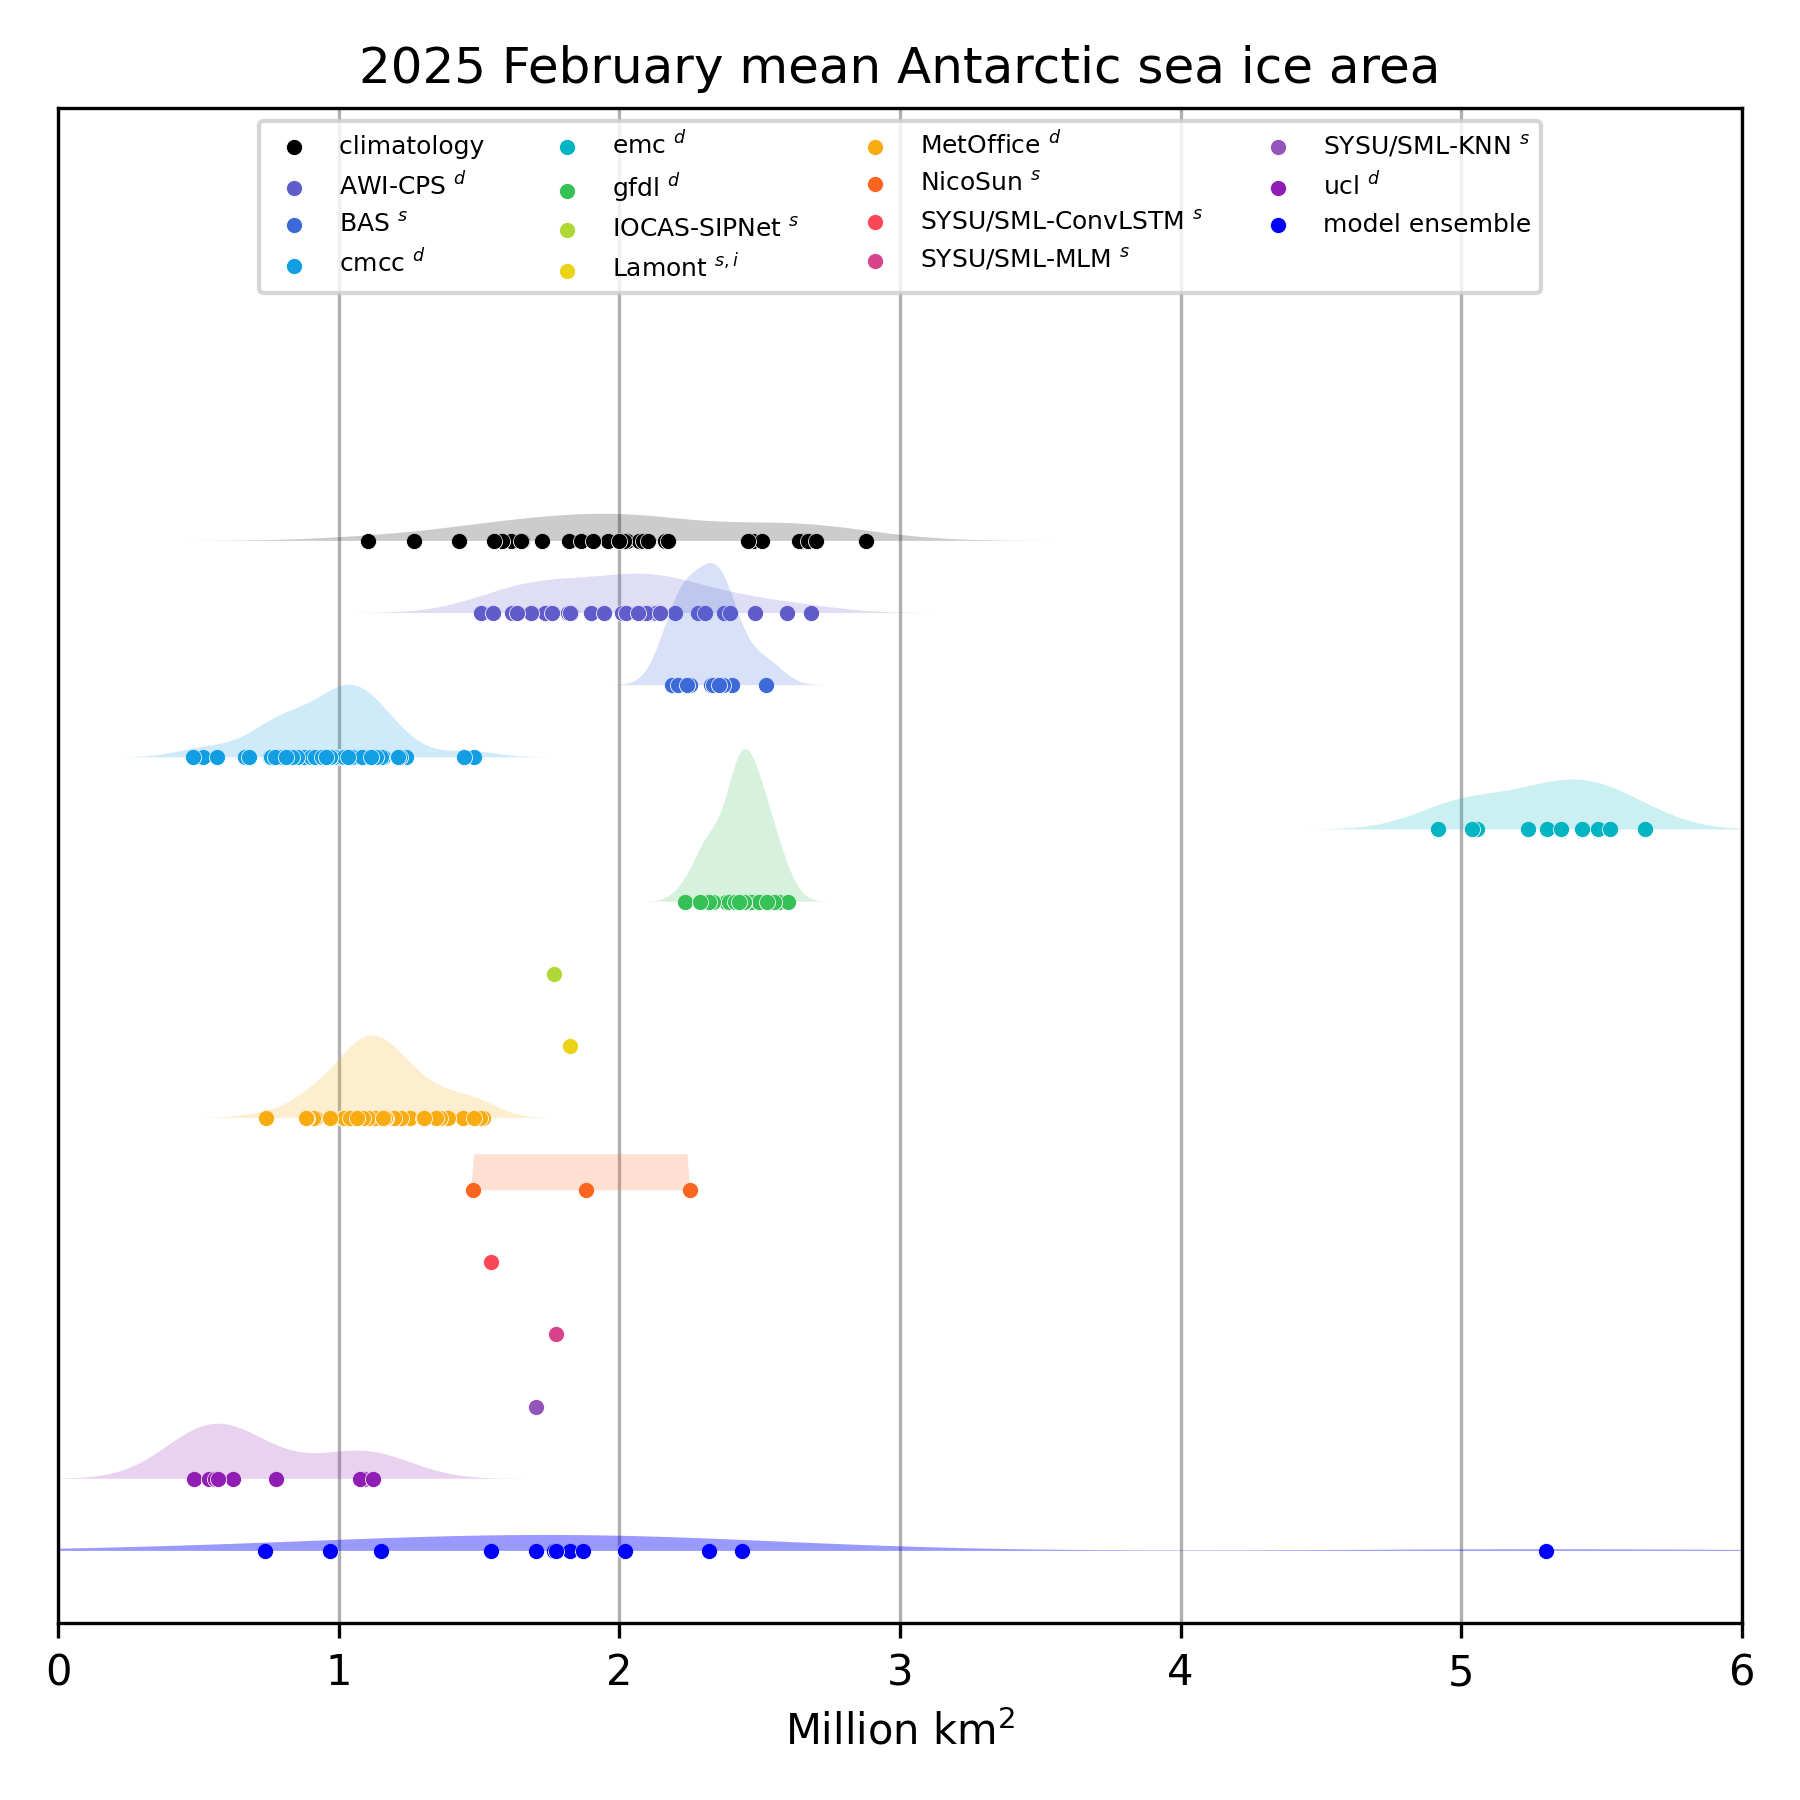 2025 February mean Antarctic sea ice area
climatology
AWI-CPS d
BAS s
cmcc d
emc d
gfdl d
IOCAS-SIPNet s
Lamont s,i
MetOffice d
NicoSun s
SYSU/SML-ConvLSTM s
SYSU/SML-MLM s
SYSU/SML-KNN s
ucl d
model ensemble
0 1 2 3 4 5 6
Million km²